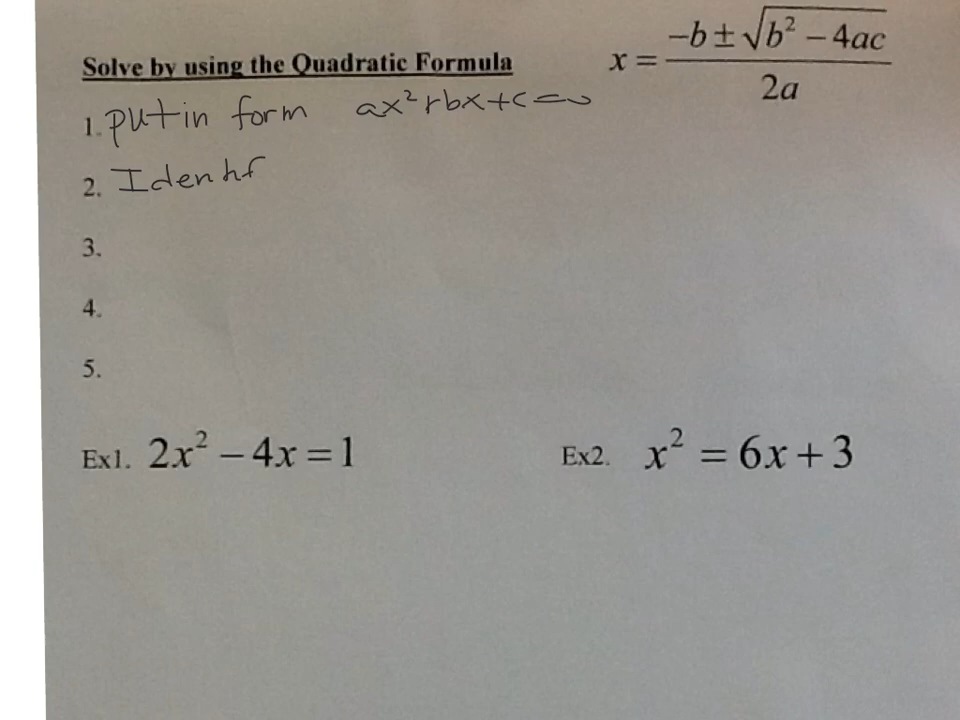 Solve by using the Quadratic Formula x = −b ± √b² − 4ac / 2a
1. put in form ax² + bx + c = 0
2. Identif
3.
4.
5.
Ex1. 2x² − 4x = 1 Ex2. x² = 6x + 3